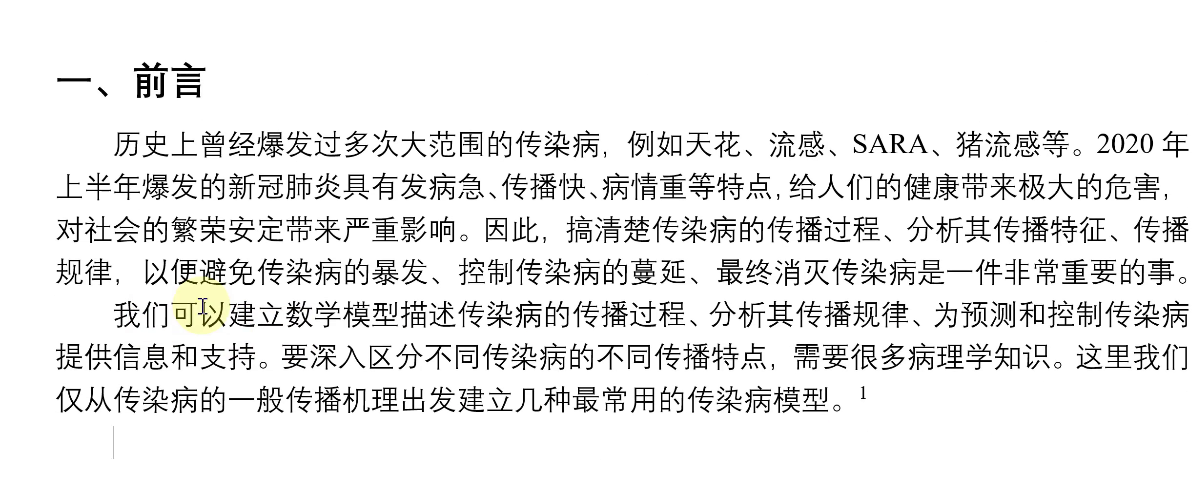 一、前言
历史上曾经爆发过多次大范围的传染病，例如天花、流感、SARA、猪流感等。2020 年
上半年爆发的新冠肺炎具有发病急、传播快、病情重等特点，给人们的健康带来极大的危害，
对社会的繁荣安定带来严重影响。因此，搞清楚传染病的传播过程、分析其传播特征、传播
规律，以便避免传染病的暴发、控制传染病的蔓延、最终消灭传染病是一件非常重要的事。
我们可以建立数学模型描述传染病的传播过程、分析其传播规律、为预测和控制传染病
提供信息和支持。要深入区分不同传染病的不同传播特点，需要很多病理学知识。这里我们
仅从传染病的一般传播机理出发建立几种最常用的传染病模型。1